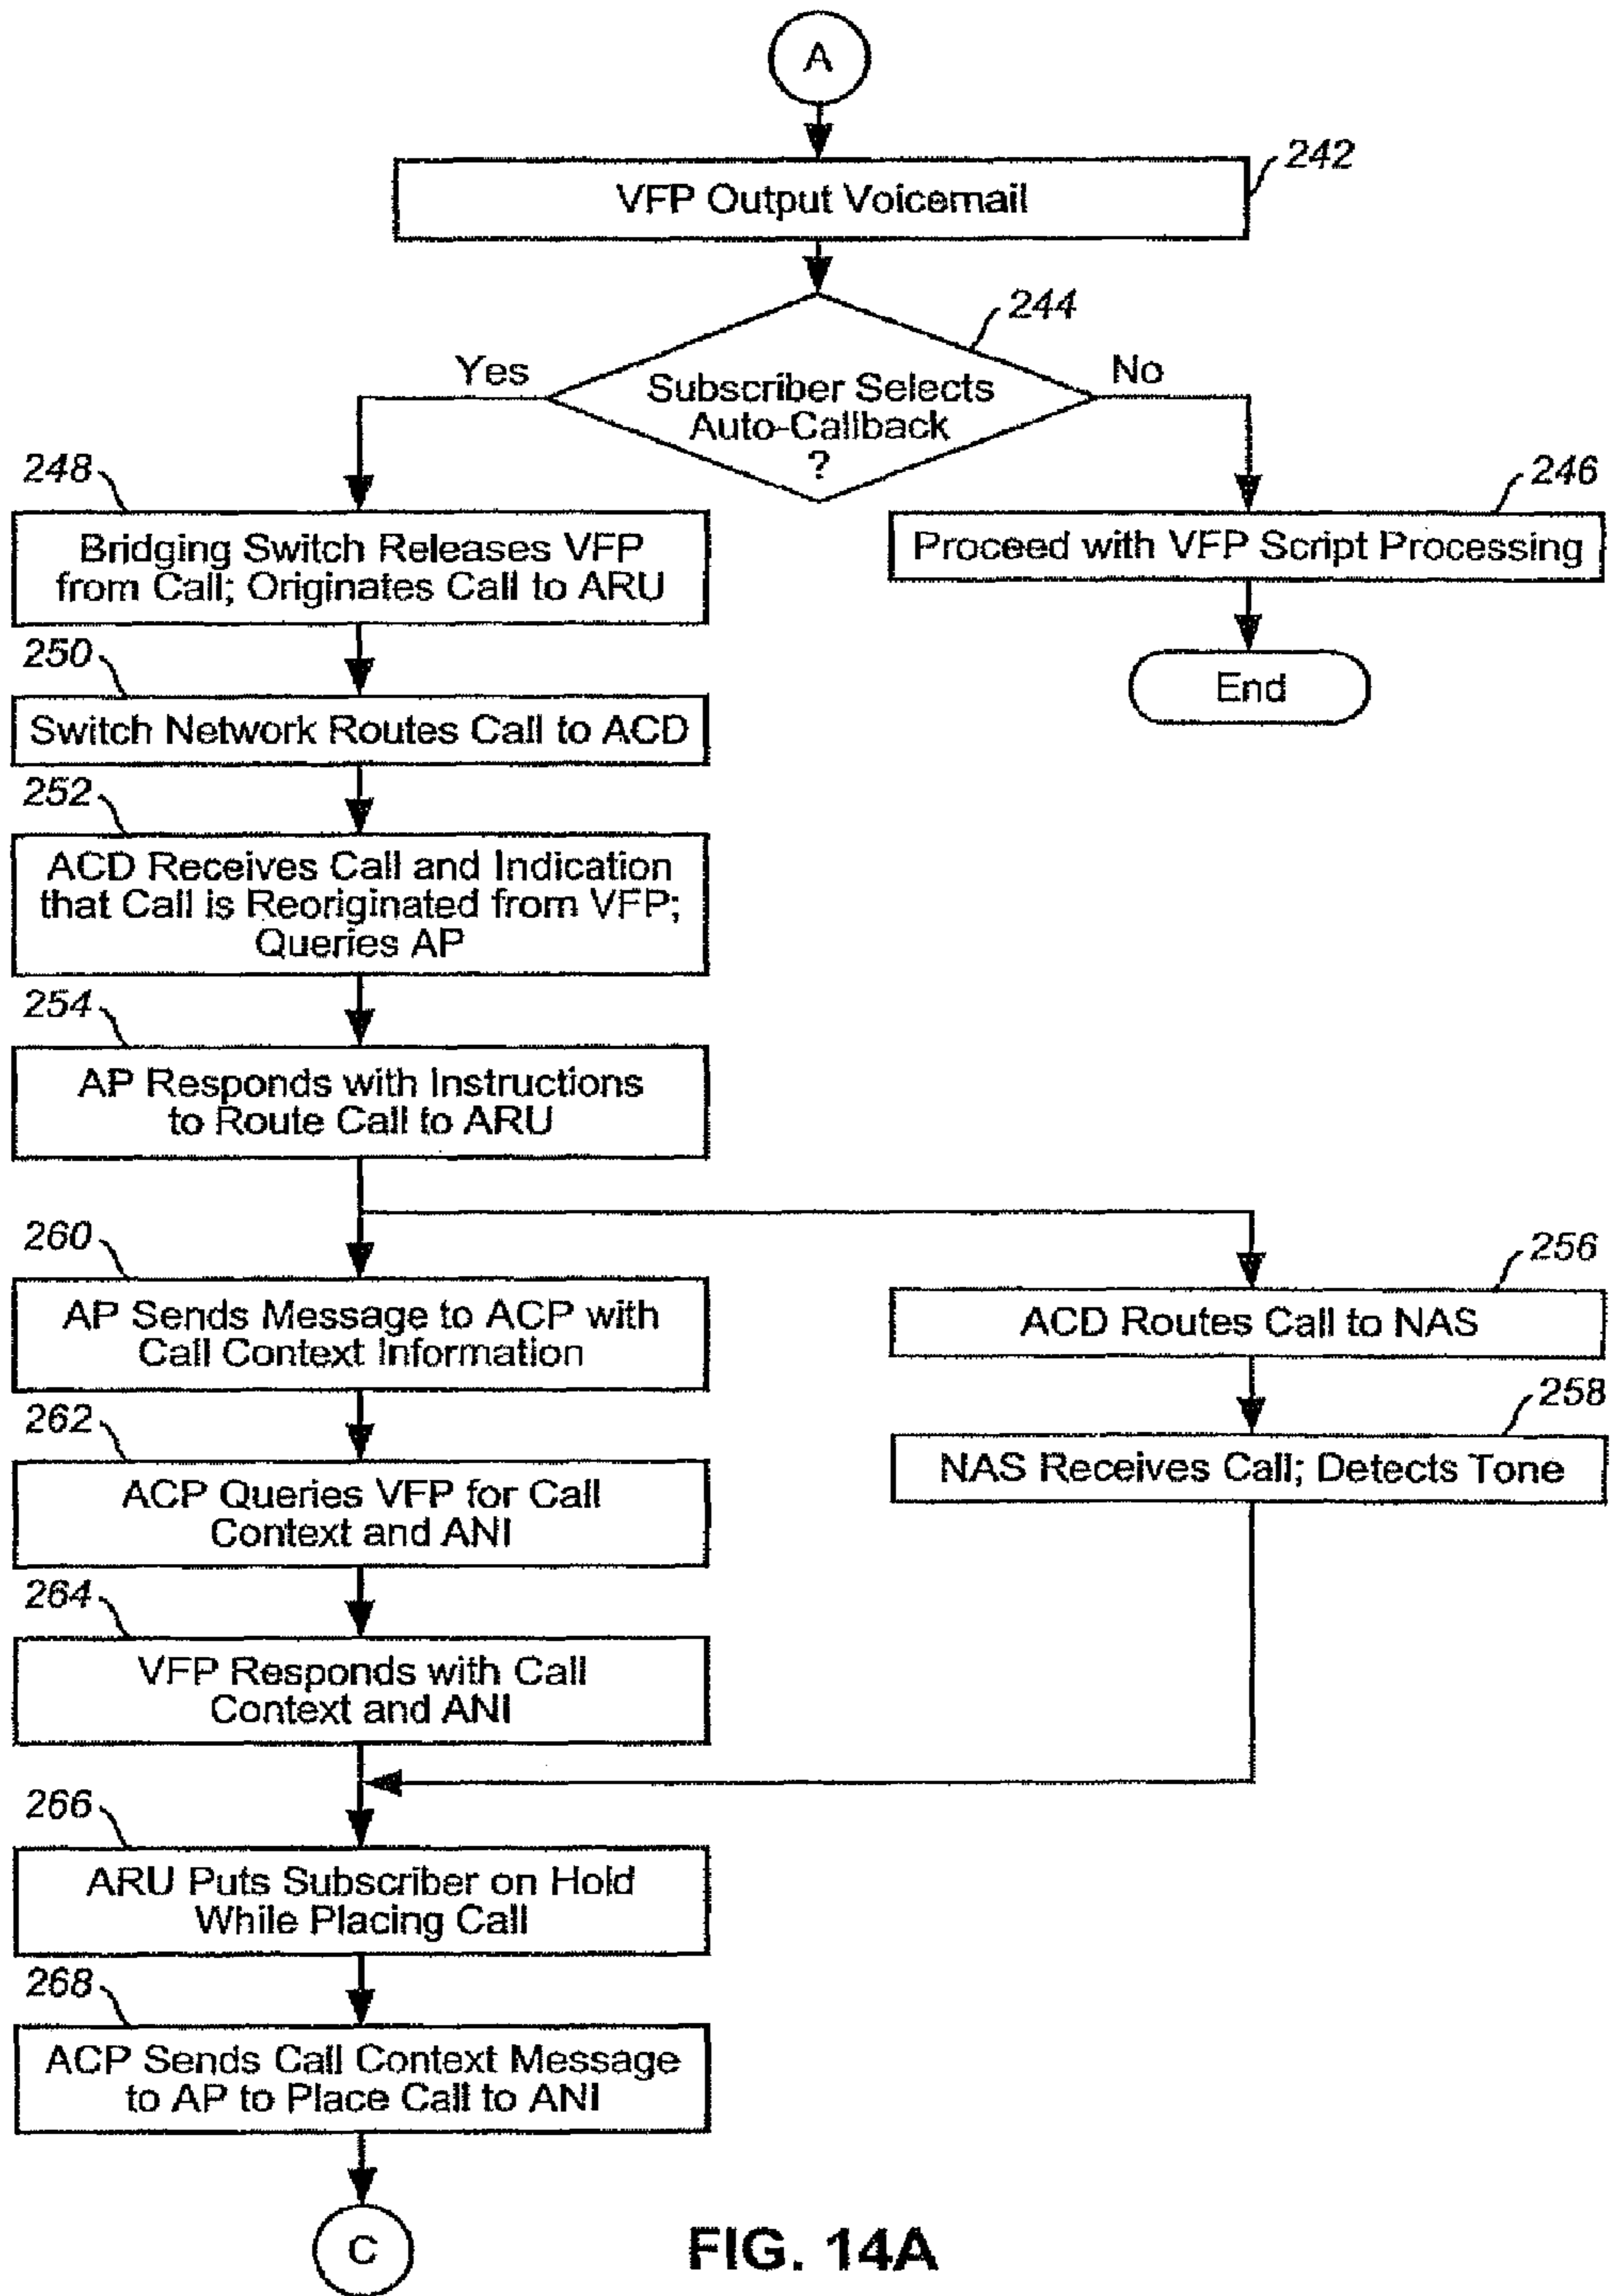 A
242
VFP Output Voicemail
244
Yes
No
Subscriber Selects
Auto-Callback
?
248
Bridging Switch Releases VFP
from Call; Originates Call to ARU
246
Proceed with VFP Script Processing
End
250
Switch Network Routes Call to ACD
252
ACD Receives Call and Indication
that Call is Reoriginated from VFP;
Queries AP
254
AP Responds with Instructions
to Route Call to ARU
260
AP Sends Message to ACP with
Call Context Information
256
ACD Routes Call to NAS
258
NAS Receives Call; Detects Tone
262
ACP Queries VFP for Call
Context and ANI
264
VFP Responds with Call
Context and ANI
266
ARU Puts Subscriber on Hold
While Placing Call
268
ACP Sends Call Context Message
to AP to Place Call to ANI
C
FIG. 14A